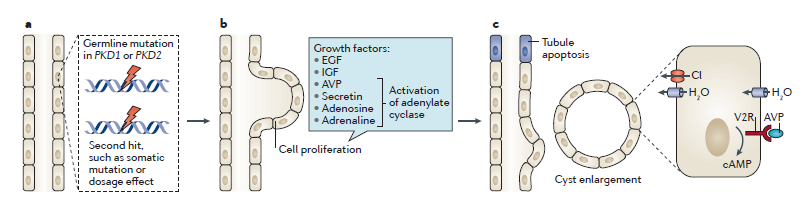 a
Germline mutation
in PKD1 or PKD2
Second hit,
such as somatic
mutation or
dosage effect
b
Growth factors:
• EGF
• IGF
• AVP
• Secretin
• Adenosine
• Adrenaline
Activation
of adenylate
cyclase
Cell proliferation
c
Tubule
apoptosis
Cyst enlargement
Cl
H₂O
H₂O
V2R
AVP
cAMP